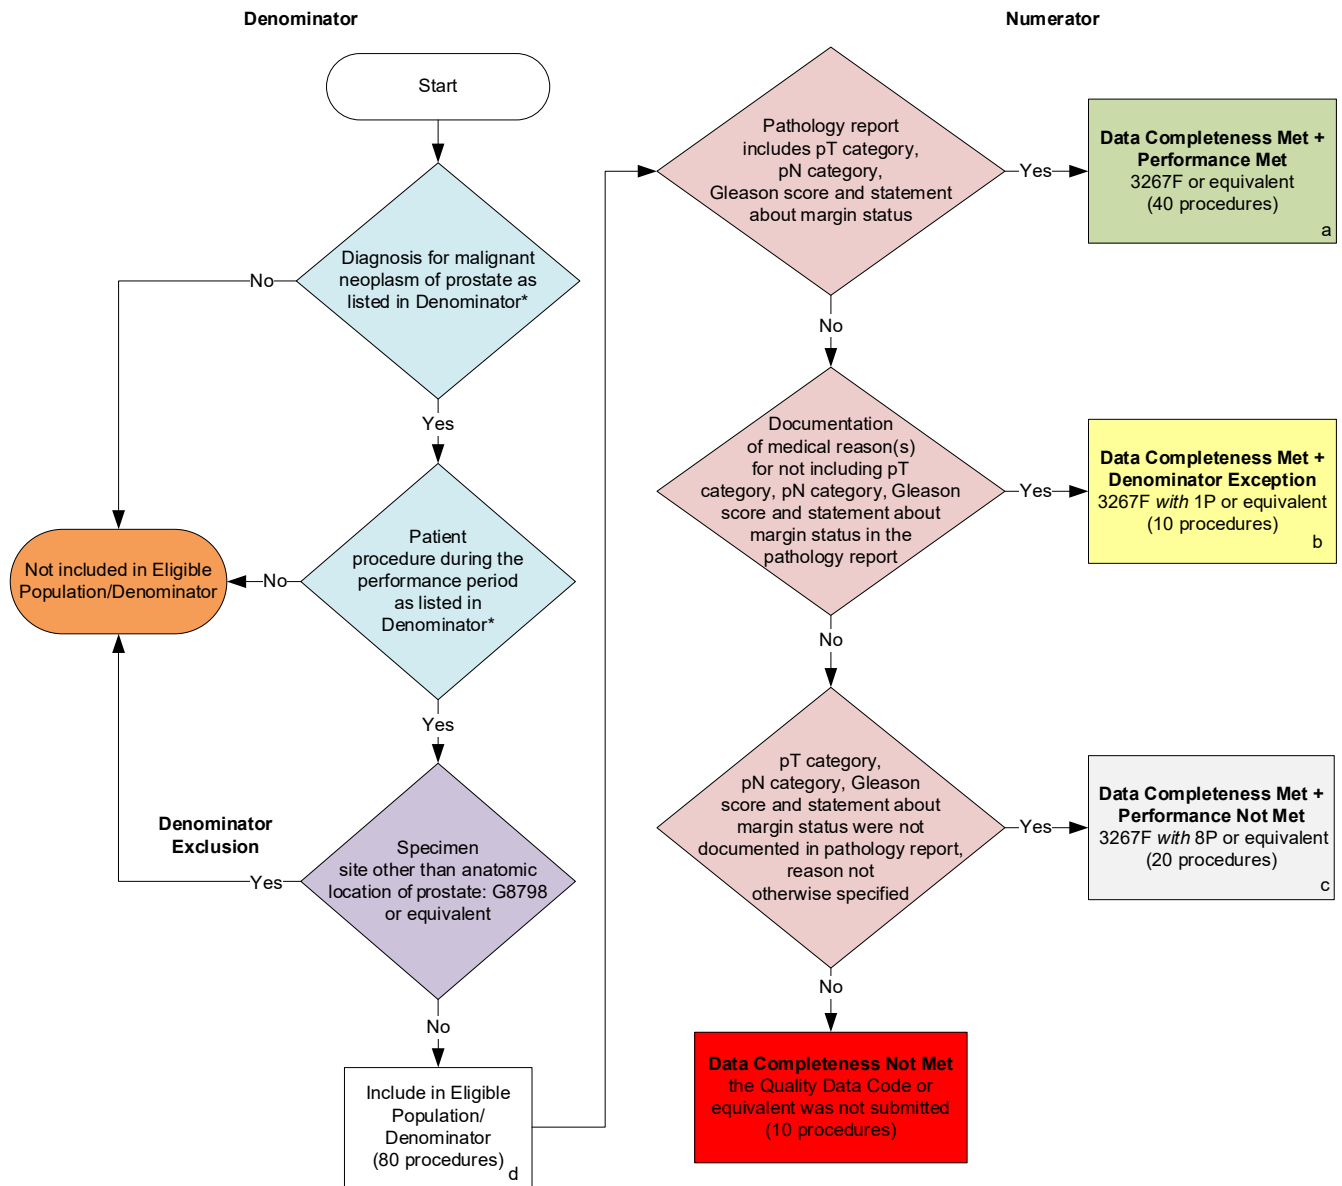 Denominator
Numerator
Start
Diagnosis for malignant
neoplasm of prostate as
listed in Denominator*
No
Yes
Patient
procedure during the
performance period
as listed in
Denominator*
No
Not included in Eligible
Population/Denominator
Yes
Denominator
Exclusion
Specimen
site other than anatomic
location of prostate: G8798
or equivalent
Yes
No
Include in Eligible
Population/
Denominator
(80 procedures)
d
Pathology report
includes pT category,
pN category,
Gleason score and statement
about margin status
Yes
Data Completeness Met +
Performance Met
3267F or equivalent
(40 procedures)
a
No
Documentation
of medical reason(s)
for not including pT
category, pN category, Gleason
score and statement about
margin status in the
pathology report
Yes
Data Completeness Met +
Denominator Exception
3267F with 1P or equivalent
(10 procedures)
b
No
pT category,
pN category, Gleason
score and statement about
margin status were not
documented in pathology report,
reason not
otherwise specified
Yes
Data Completeness Met +
Performance Not Met
3267F with 8P or equivalent
(20 procedures)
c
No
Data Completeness Not Met
the Quality Data Code or
equivalent was not submitted
(10 procedures)